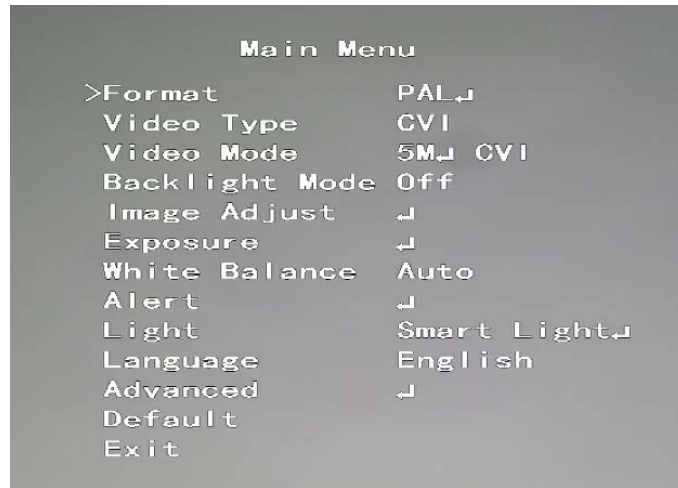 Main Menu
>Format PAL↵
Video Type CVI
Video Mode 5M↵ CVI
Backlight Mode Off
Image Adjust ↵
Exposure ↵
White Balance Auto
Alert ↵
Light Smart Light↵
Language English
Advanced ↵
Default
Exit